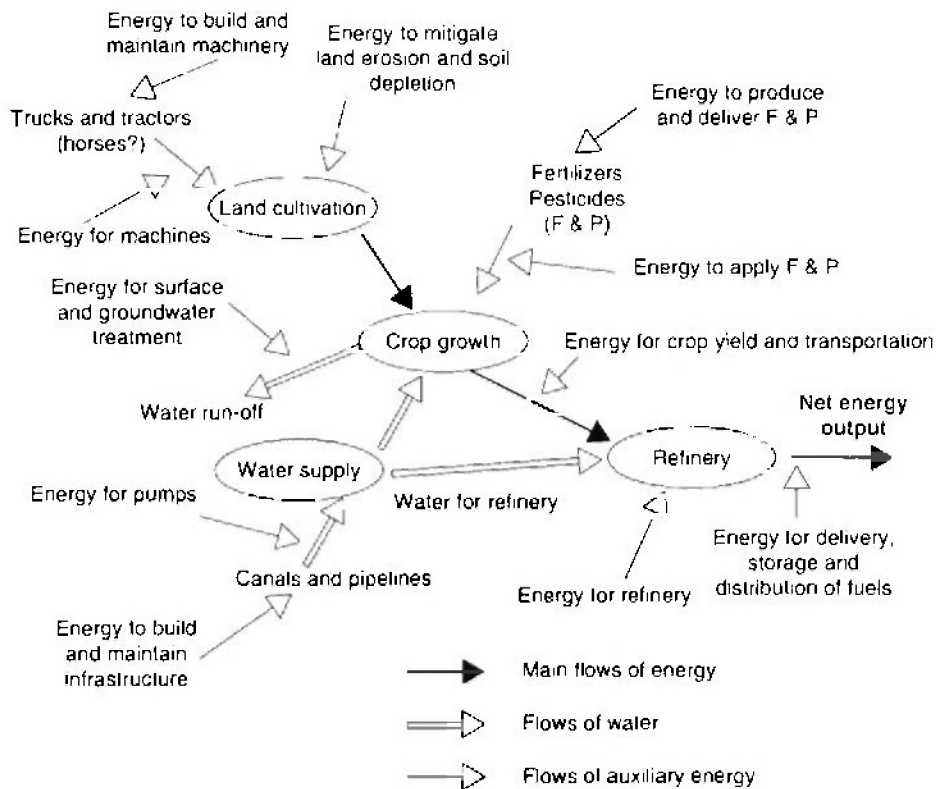 Energy to build and
maintain machinery
Energy to mitigate
land erosion and soil
depletion
Energy to produce
and deliver F & P
Trucks and tractors
(horses?)
Fertilizers
Pesticides
(F & P)
Land cultivation
Energy for machines
Energy to apply F & P
Energy for surface
and groundwater
treatment
Crop growth
Energy for crop yield and transportation
Water run-off
Net energy
output
Water supply
Refinery
Energy for pumps
Water for refinery
Energy for delivery,
storage and
distribution of fuels
Canals and pipelines
Energy for refinery
Energy to build
and maintain
infrastructure
Main flows of energy
Flows of water
Flows of auxiliary energy